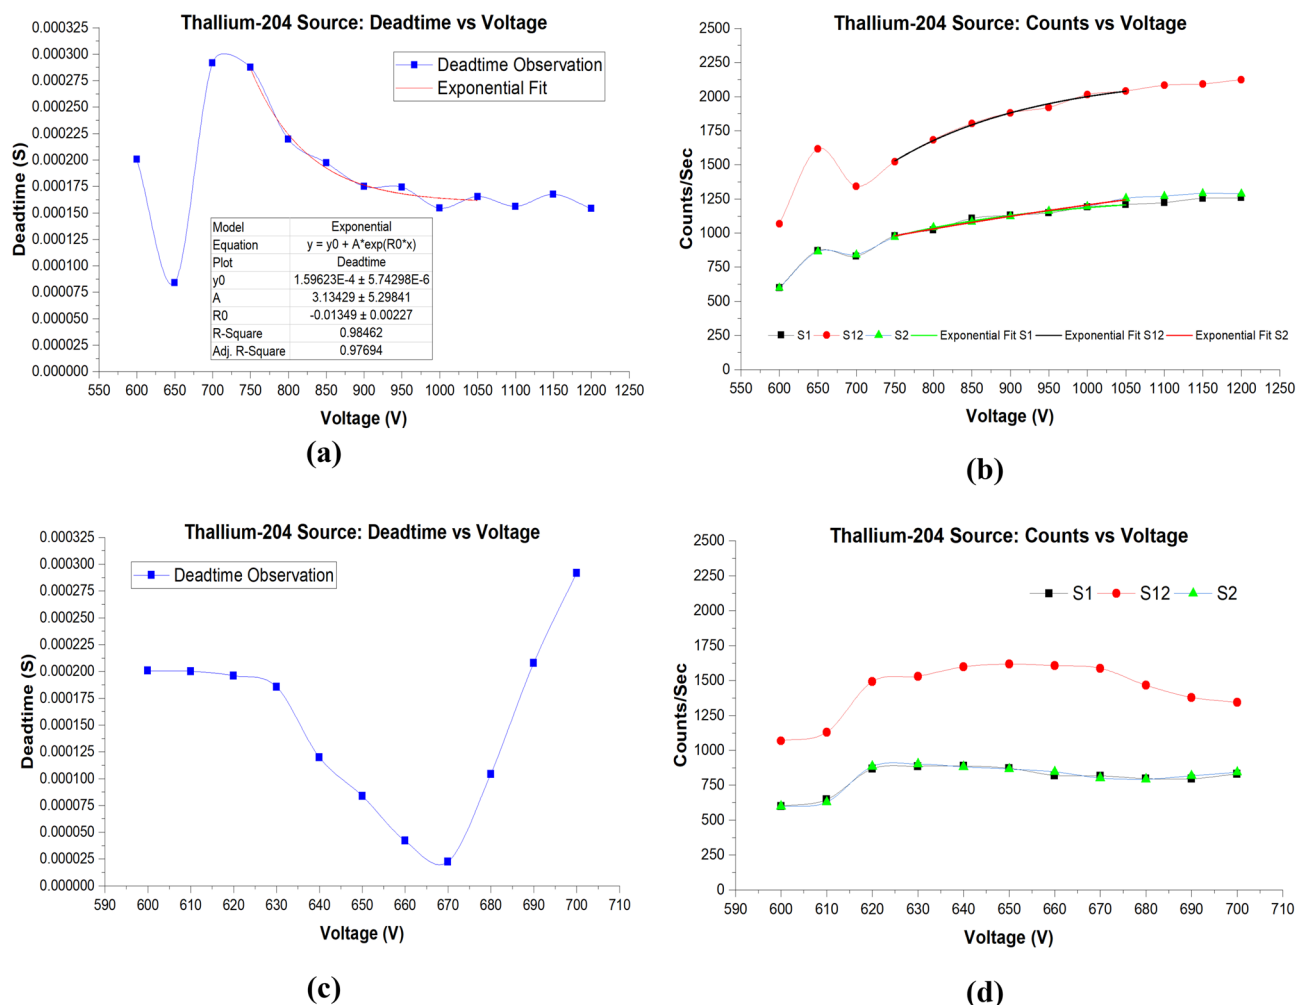 Thallium-204 Source: Deadtime vs Voltage
0.000325
0.000300
0.000275
0.000250
0.000225
0.000200
0.000175
0.000150
0.000125
0.000100
0.000075
0.000050
0.000025
0.000000
Deadtime (S)
Deadtime Observation
Exponential Fit
Model Exponential
Equation y = y0 + A*exp(R0*x)
Plot Deadtime
y0 1.59623E-4 ± 5.74298E-6
A 3.13429 ± 5.29841
R0 -0.01349 ± 0.00227
R-Square 0.98462
Adj. R-Square 0.97694
550 600 650 700 750 800 850 900 950 1000 1050 1100 1150 1200 1250
Voltage (V)
(a)
Thallium-204 Source: Counts vs Voltage
2500
2250
2000
1750
1500
1250
1000
750
500
250
0
Counts/Sec
S1 S12 S2 Exponential Fit S1 Exponential Fit S12 Exponential Fit S2
550 600 650 700 750 800 850 900 950 1000 1050 1100 1150 1200 1250
Voltage (V)
(b)
Thallium-204 Source: Deadtime vs Voltage
0.000325
0.000300
0.000275
0.000250
0.000225
0.000200
0.000175
0.000150
0.000125
0.000100
0.000075
0.000050
0.000025
0.000000
Deadtime (S)
Deadtime Observation
590 600 610 620 630 640 650 660 670 680 690 700 710
Voltage (V)
(c)
Thallium-204 Source: Counts vs Voltage
2500
2250
2000
1750
1500
1250
1000
750
500
250
0
Counts/Sec
S1 S12 S2
590 600 610 620 630 640 650 660 670 680 690 700 710
Voltage (V)
(d)